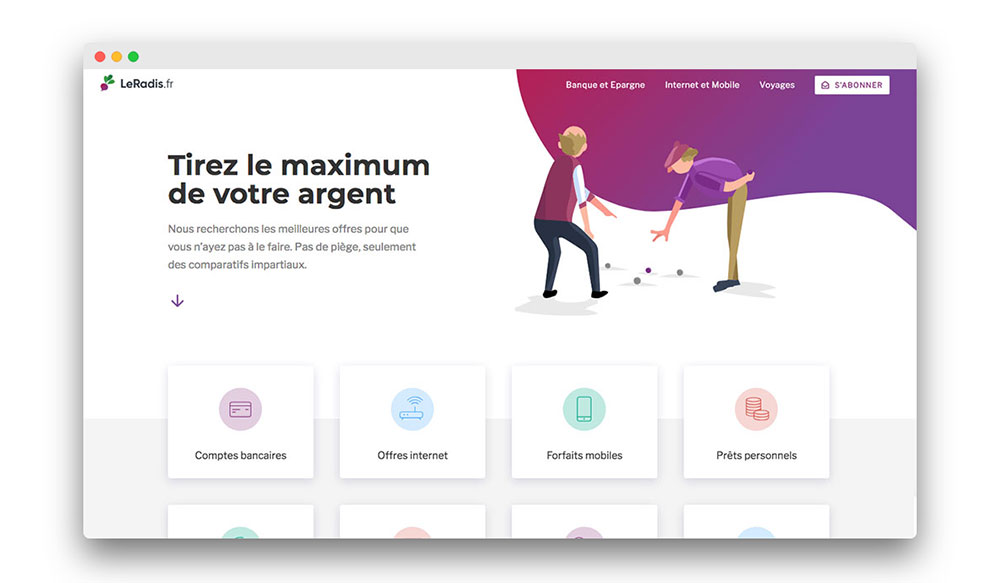 LeRadis.fr
Banque et Epargne
Internet et Mobile
Voyages
S'ABONNER
Tirez le maximum
de votre argent
Nous recherchons les meilleures offres pour que
vous n'ayez pas à le faire. Pas de piège, seulement
des comparatifs impartiaux.
Comptes bancaires
Offres internet
Forfaits mobiles
Prêts personnels